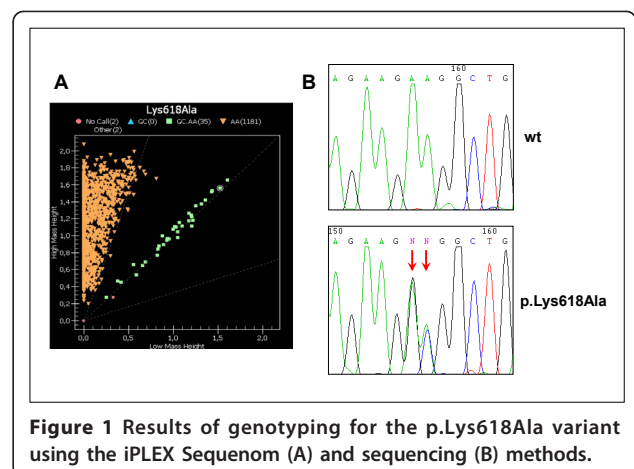 A
B
Lys618Ala
No Call(2) GC(0) GC.AA(35) AA(1181)
Other(2)
High Mass Height
2,0
1,8
1,6
1,4
1,2
1,0
0,8
0,6
0,4
0,2
0,0
0,0 0,5 1,0 1,5 2,0
Low Mass Height
160
A G A A G A A G G C T G
wt
150 160
A G A A G N N G G C T G
p.Lys618Ala
Figure 1 Results of genotyping for the p.Lys618Ala variant
using the iPLEX Sequenom (A) and sequencing (B) methods.